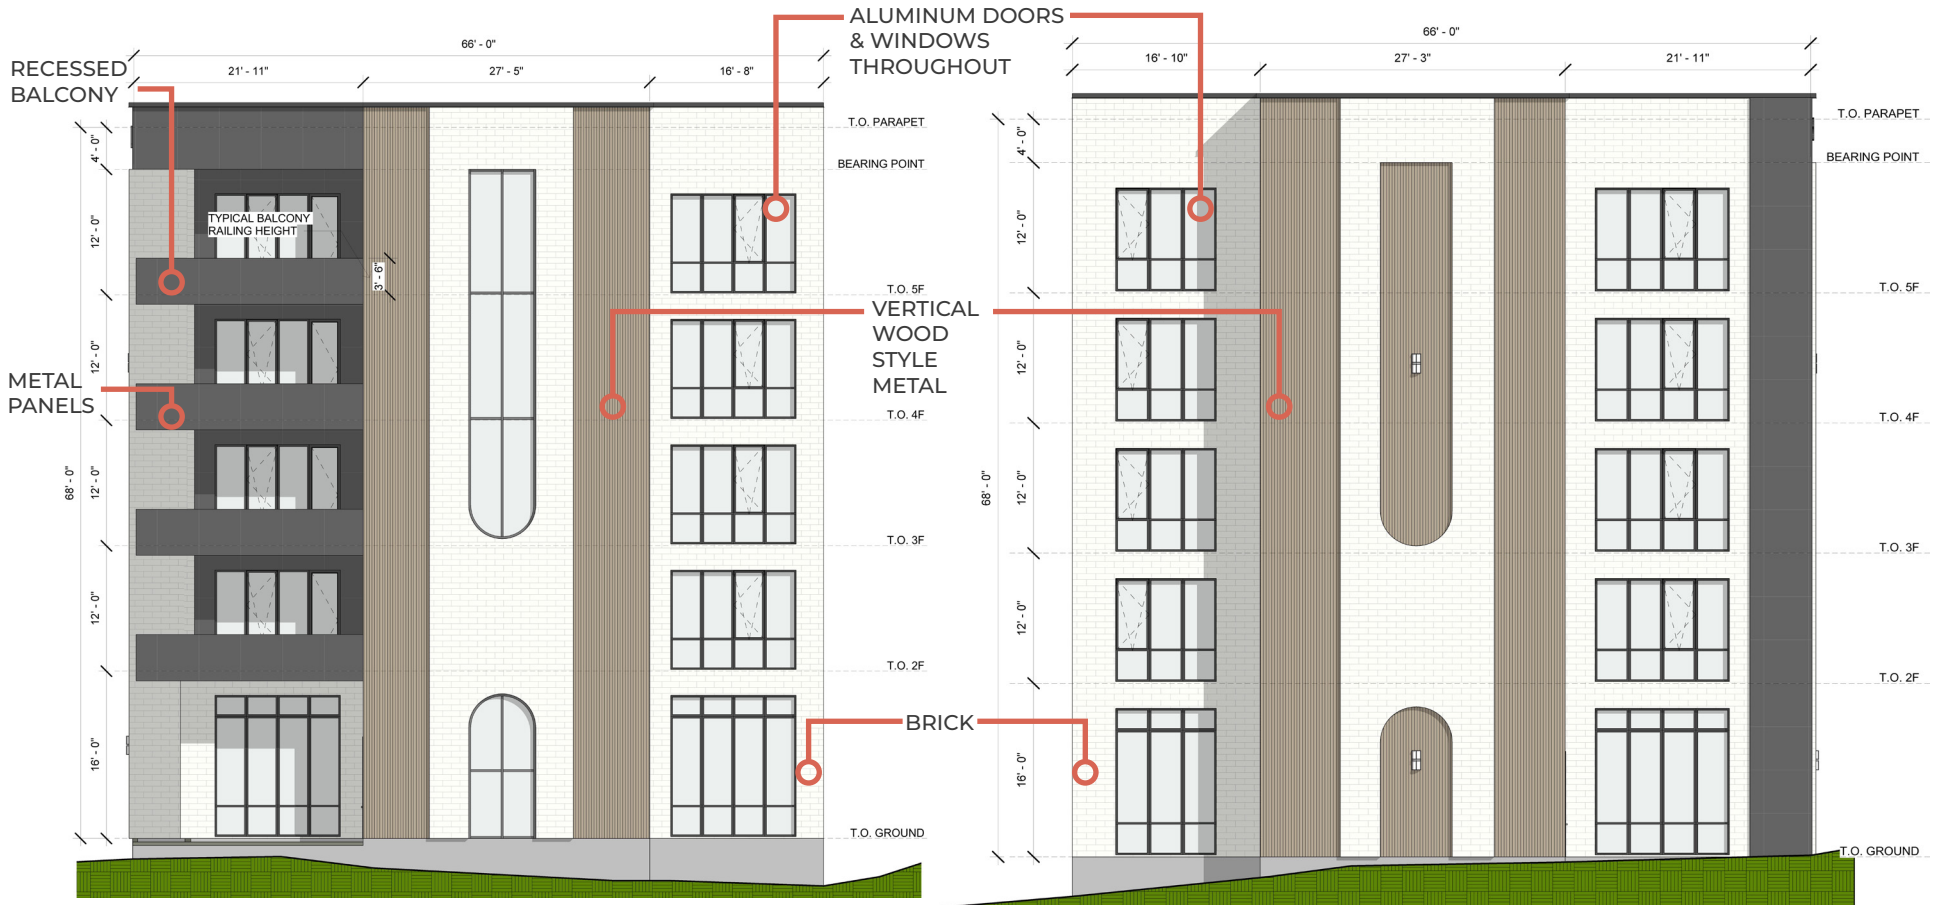 ALUMINUM DOORS
& WINDOWS
THROUGHOUT
66' - 0"
66' - 0"
RECESSED
BALCONY
21' - 11"
27' - 5"
16' - 8"
16' - 10"
27' - 3"
21' - 11"
T.O. PARAPET
T.O. PARAPET
4' - 0"
4' - 0"
BEARING POINT
BEARING POINT
TYPICAL BALCONY
RAILING HEIGHT
12' - 0"
12' - 0"
3' - 6"
T.O. 5F
T.O. 5F
VERTICAL
WOOD
STYLE
METAL
12' - 0"
12' - 0"
METAL
PANELS
T.O. 4F
T.O. 4F
68' - 0"
12' - 0"
68' - 0"
12' - 0"
T.O. 3F
T.O. 3F
12' - 0"
12' - 0"
T.O. 2F
T.O. 2F
BRICK
16' - 0"
16' - 0"
T.O. GROUND
T.O. GROUND